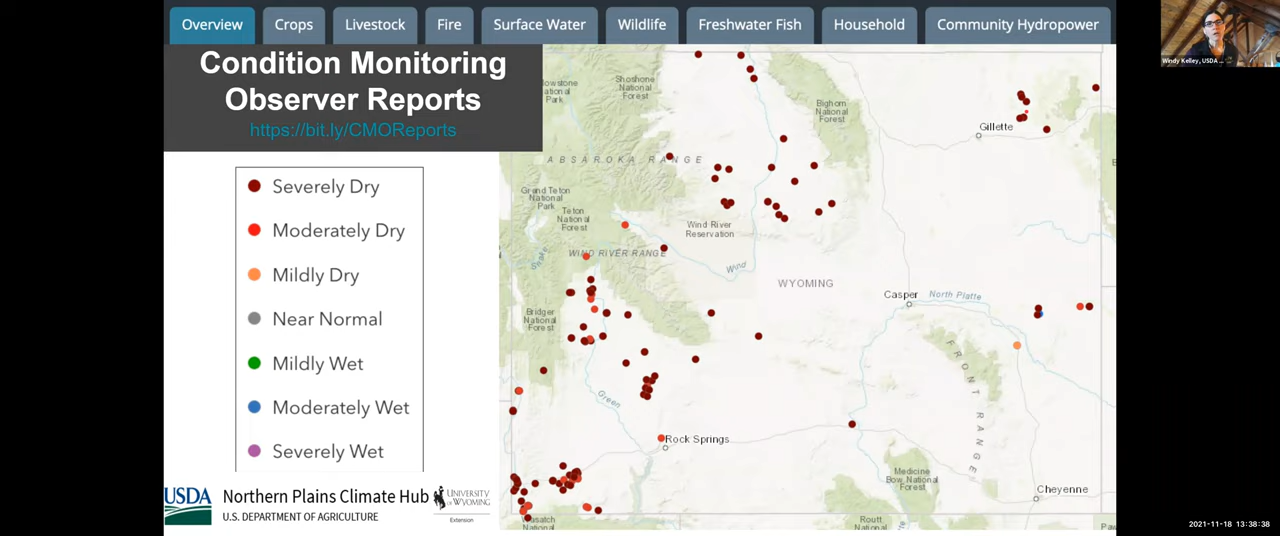 Overview Crops Livestock Fire Surface Water Wildlife Freshwater Fish Household Community Hydropower
Condition Monitoring
Observer Reports
https://bit.ly/CMOReports
Severely Dry
Moderately Dry
Mildly Dry
Near Normal
Mildly Wet
Moderately Wet
Severely Wet
USDA
Northern Plains Climate Hub
U.S. DEPARTMENT OF AGRICULTURE
UNIVERSITY
OF WYOMING
Extension
Shoshone
National
Forest
Bighorn
National
Forest
Gillette
ABSAROKA RANGE
Grand Teton
National
Park
Teton
National
Forest
Snake
Wind River
Reservation
WIND RIVER RANGE
Wind
WYOMING
Casper
North Platte
Bridger
National
Forest
FRONT RANGE
Green
Rock Springs
Medicine
Bow National
Forest
Cheyenne
Routt
National
Windy Kelley, USDA ...
2021-11-18 13:38:38